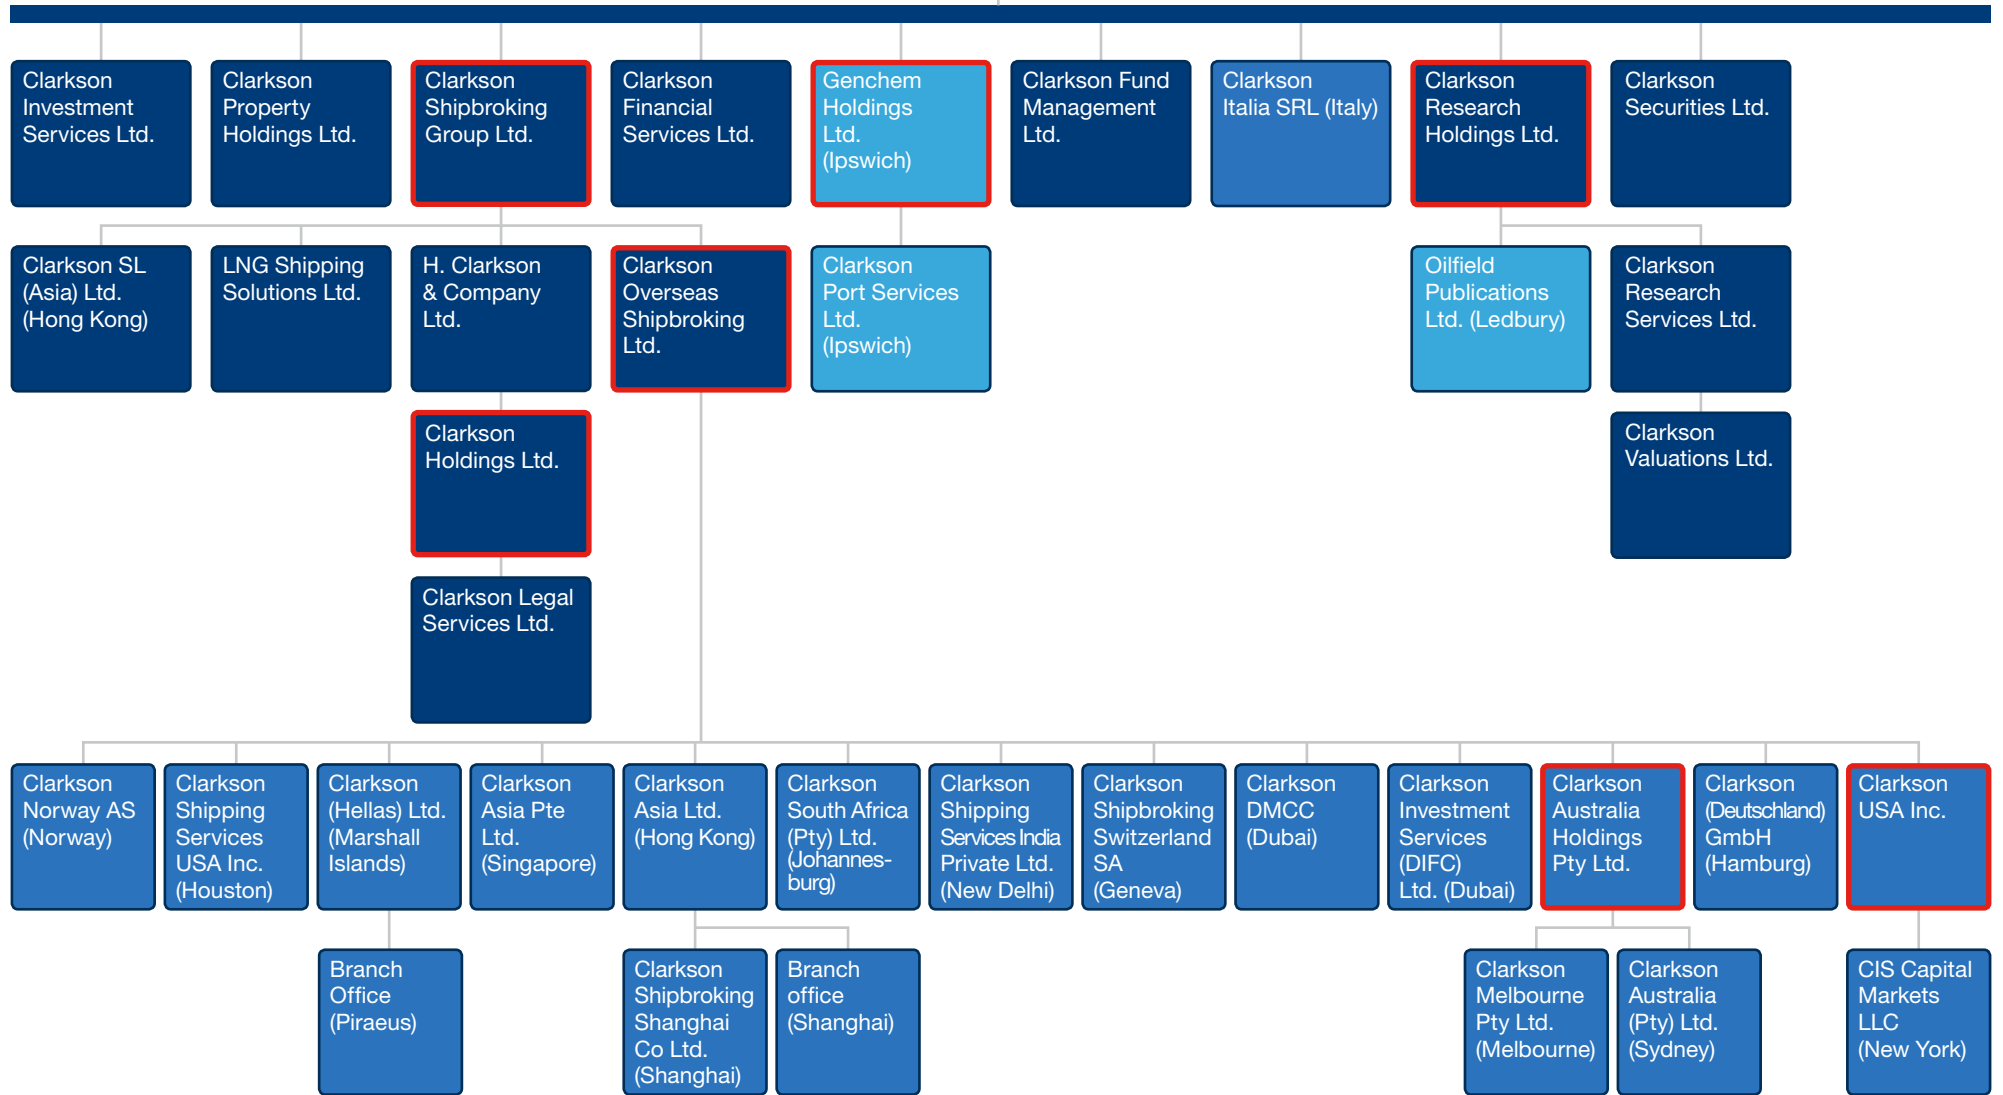 Clarkson
Investment
Services Ltd.
Clarkson
Property
Holdings Ltd.
Clarkson
Shipbroking
Group Ltd.
Clarkson
Financial
Services Ltd.
Genchem
Holdings
Ltd.
(Ipswich)
Clarkson Fund
Management
Ltd.
Clarkson
Italia SRL (Italy)
Clarkson
Research
Holdings Ltd.
Clarkson
Securities Ltd.
Clarkson SL
(Asia) Ltd.
(Hong Kong)
LNG Shipping
Solutions Ltd.
H. Clarkson
& Company
Ltd.
Clarkson
Overseas
Shipbroking
Ltd.
Clarkson
Port Services
Ltd.
(Ipswich)
Oilfield
Publications
Ltd. (Ledbury)
Clarkson
Research
Services Ltd.
Clarkson
Holdings Ltd.
Clarkson
Valuations Ltd.
Clarkson Legal
Services Ltd.
Clarkson
Norway AS
(Norway)
Clarkson
Shipping
Services
USA Inc.
(Houston)
Clarkson
(Hellas) Ltd.
(Marshall
Islands)
Clarkson
Asia Pte
Ltd.
(Singapore)
Clarkson
Asia Ltd.
(Hong Kong)
Clarkson
South Africa
(Pty) Ltd.
(Johannes-
burg)
Clarkson
Shipping
Services India
Private Ltd.
(New Delhi)
Clarkson
Shipbroking
Switzerland
SA
(Geneva)
Clarkson
DMCC
(Dubai)
Clarkson
Investment
Services
(DIFC)
Ltd. (Dubai)
Clarkson
Australia
Holdings
Pty Ltd.
Clarkson
(Deutschland)
GmbH
(Hamburg)
Clarkson
USA Inc.
Branch
Office
(Piraeus)
Clarkson
Shipbroking
Shanghai
Co Ltd.
(Shanghai)
Branch
office
(Shanghai)
Clarkson
Melbourne
Pty Ltd.
(Melbourne)
Clarkson
Australia
(Pty) Ltd.
(Sydney)
CIS Capital
Markets
LLC
(New York)